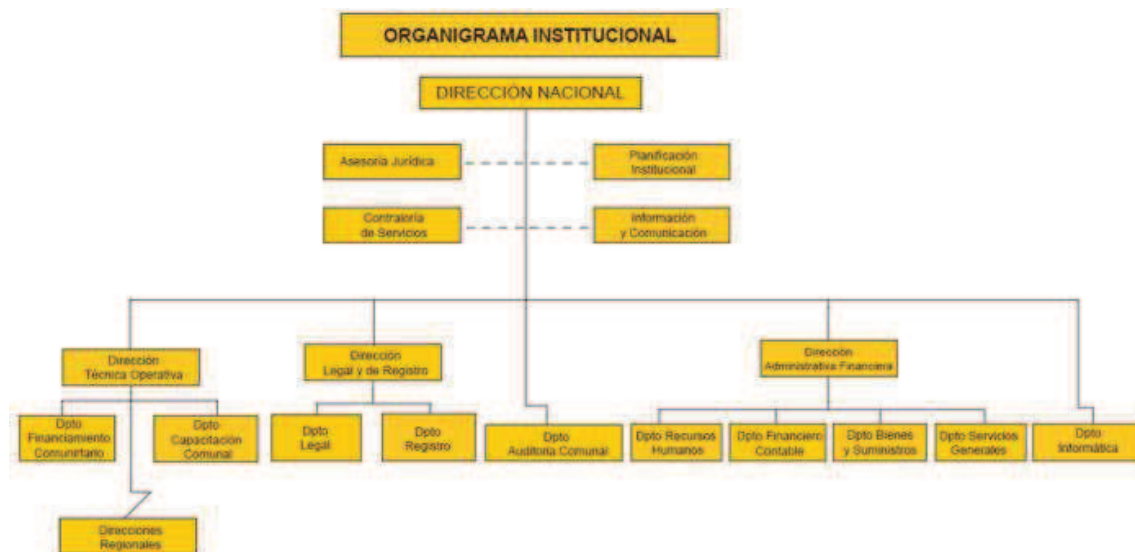 ORGANIGRAMA INSTITUCIONAL
DIRECCIÓN NACIONAL
Asesoría Jurídica
Planificación
Institucional
Contraloría
de Servicios
Información
y Comunicación
Dirección
Técnica Operativa
Dirección
Legal y de Registro
Dirección
Administrativa Financiera
Dpto
Financiamiento
Comunitario
Dpto
Capacitación
Comunal
Dpto
Legal
Dpto
Registro
Dpto
Auditoría Comunal
Dpto Recursos
Humanos
Dpto Financiero
Contable
Dpto Bienes
y Suministros
Dpto Servicios
Generales
Dpto
Informática
Direcciones
Regionales